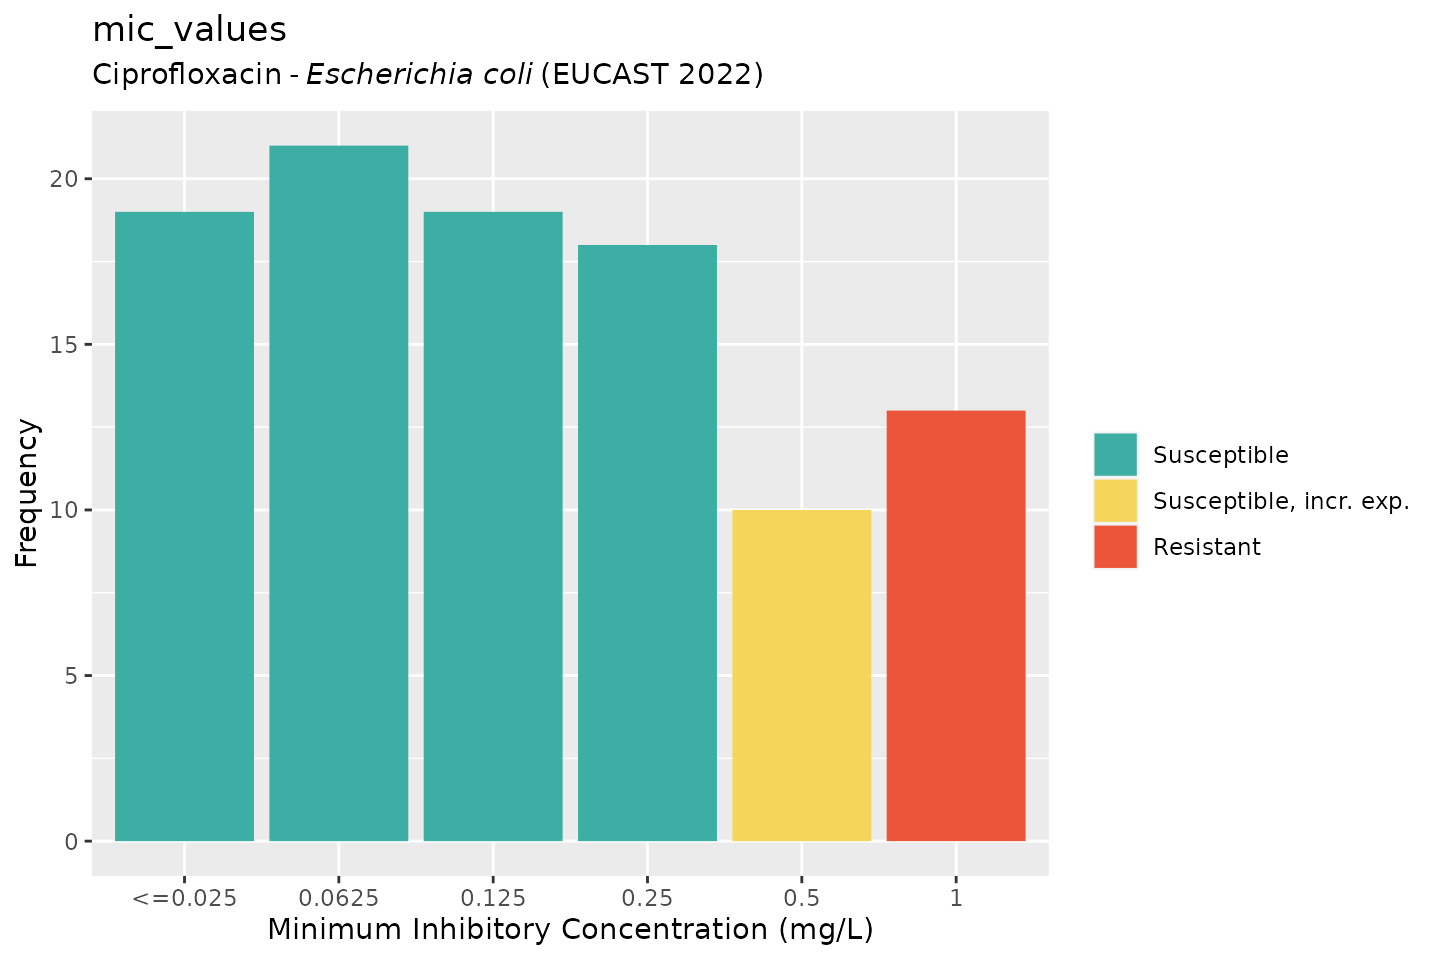 mic_values
Ciprofloxacin - Escherichia coli (EUCAST 2022)
Frequency
20
15
10
5
0
<=0.025 0.0625 0.125 0.25 0.5 1
Minimum Inhibitory Concentration (mg/L)
Susceptible
Susceptible, incr. exp.
Resistant